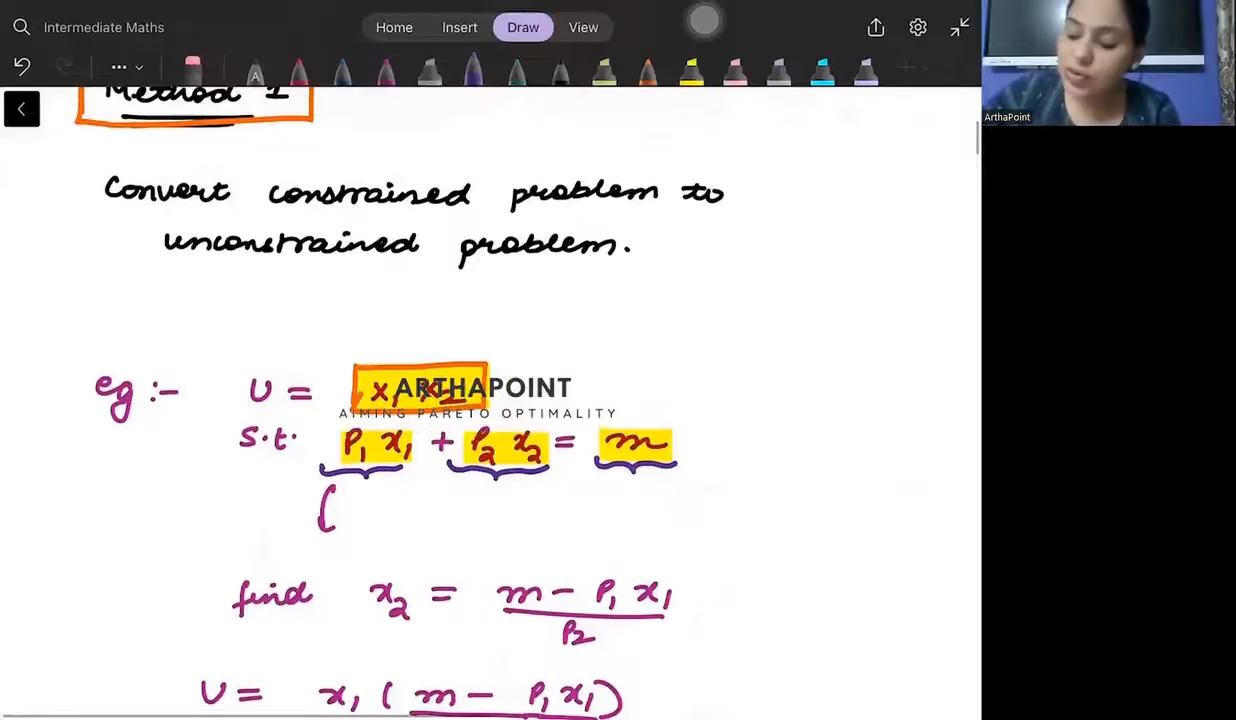 Intermediate Maths
Home Insert Draw View
Method 1
ArthaPoint
Convert constrained problem to
unconstrained problem.
eg :- U = x₁ x₂
ARTHAPOINT
AIMING PARETO OPTIMALITY
s.t. P₁ x₁ + P₂ x₂ = m
(
find x₂ = m - P₁ x₁
P₂
U = x₁ ( m - P₁ x₁ )